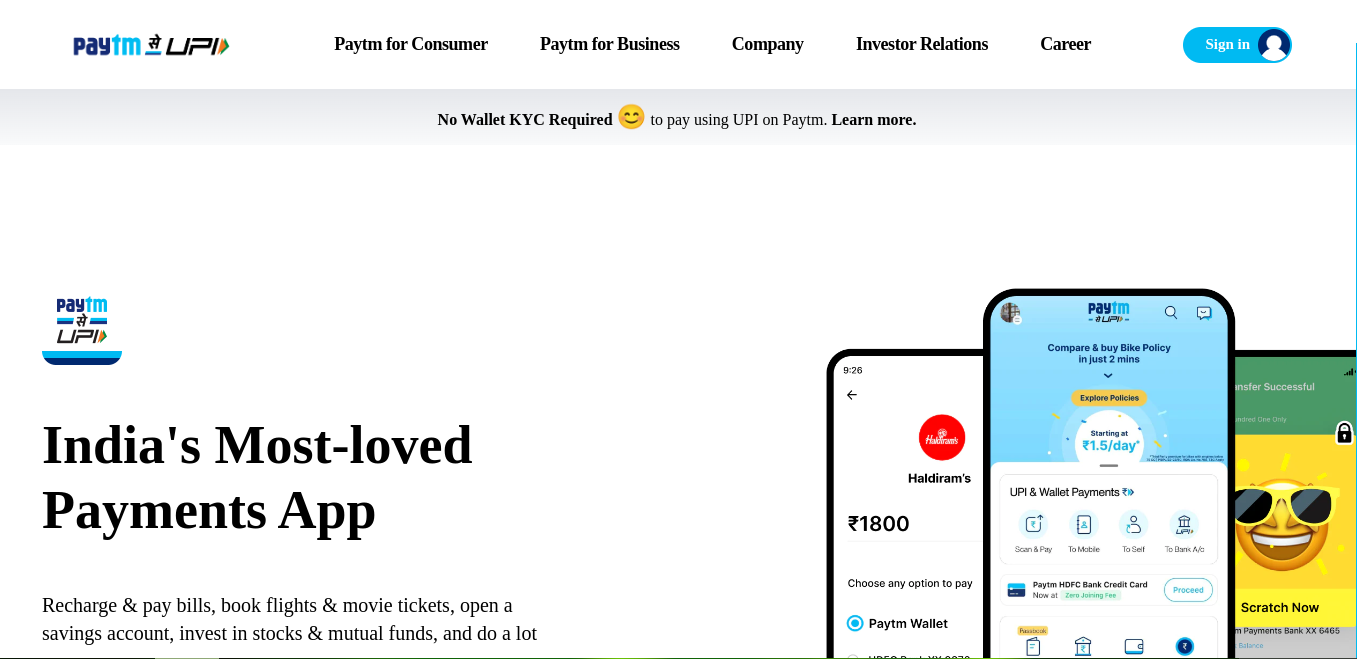 paytm से UPI
Paytm for Consumer
Paytm for Business
Company
Investor Relations
Career
Sign in
No Wallet KYC Required 😊 to pay using UPI on Paytm. Learn more.
paytm
से
UPI
India's Most-loved
Payments App
Recharge & pay bills, book flights & movie tickets, open a
savings account, invest in stocks & mutual funds, and do a lot
9:26
Haldiram's
Haldiram's
₹1800
Choose any option to pay
Paytm Wallet
paytm
से UPI
Compare & buy Bike Policy
in just 2 mins
Explore Policies
Starting at
₹1.5/day*
UPI & Wallet Payments
Scan & Pay
To Mobile
To Self
UPI
To Bank A/c
Paytm HDFC Bank Credit Card
Now at Zero Joining Fee
Proceed
Passbook
ansfer Successful
undred One Only
Scratch Now
m Payments Bank XX 6465
Balance